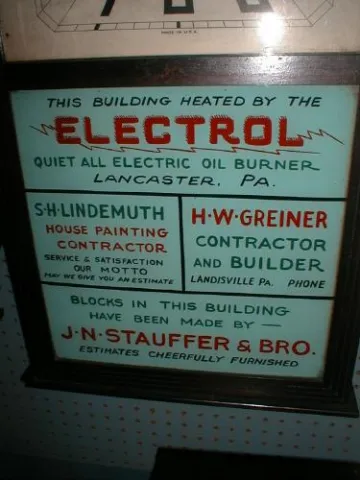 MADE IN U.S.A.
THIS BUILDING HEATED BY THE
ELECTROL
QUIET ALL ELECTRIC OIL BURNER
LANCASTER, PA.
S·H·LINDEMUTH
HOUSE PAINTING
CONTRACTOR
SERVICE & SATISFACTION
OUR MOTTO
MAY WE GIVE YOU AN ESTIMATE
H·W·GREINER
CONTRACTOR
AND BUILDER
LANDISVILLE PA. PHONE
BLOCKS IN THIS BUILDING
HAVE BEEN MADE BY —
J·N·STAUFFER & BRO.
ESTIMATES CHEERFULLY FURNISHED